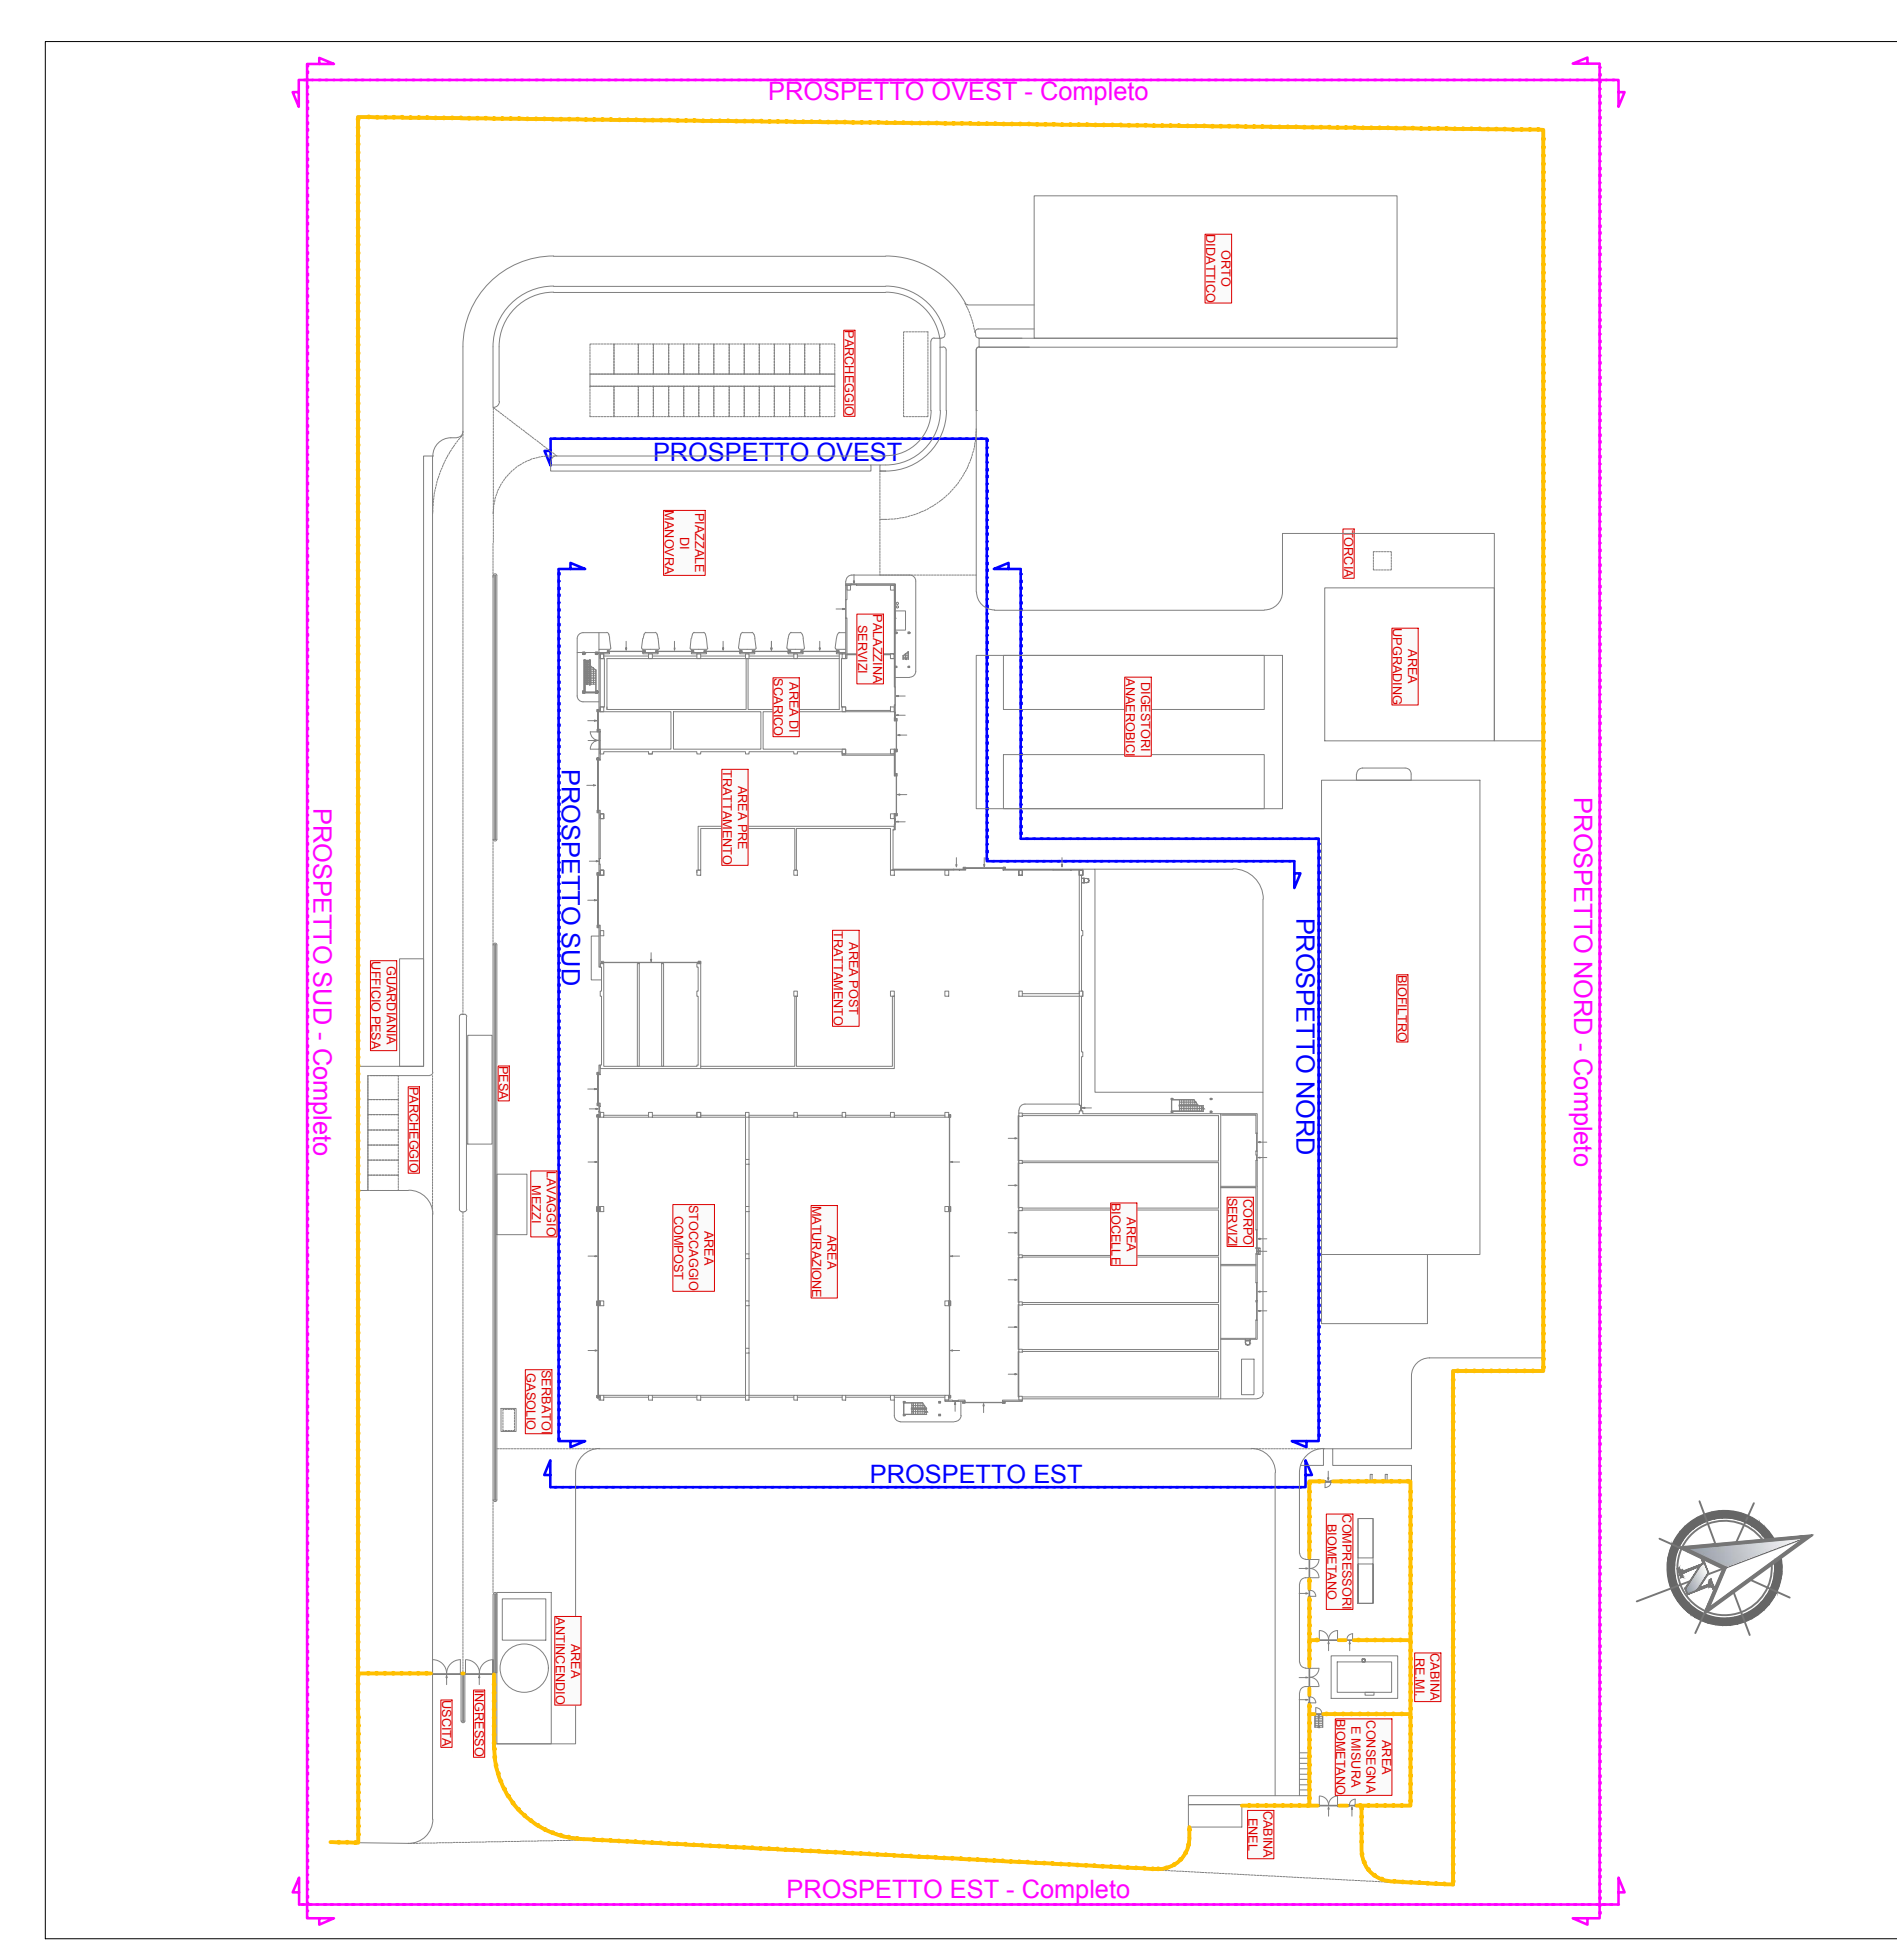 PROSPETTO OVEST - Completo
ORTO
DIDATTICO
PARCHEGGIO
PROSPETTO OVEST
PIAZZALE
DI
MANOVRA
TORCIA
PALAZZINA
SERVIZI
AREA
UPGRADING
AREA DI
SCARICO
DIGESTORI
ANAEROBICI
AREA PRE
TRATTAMENTO
PROSPETTO SUD
PROSPETTO SUD - Completo
PROSPETTO NORD - Completo
PROSPETTO NORD
AREA POST
TRATTAMENTO
BIOFILTRO
GUARDIANIA
UFFICIO PESA
PESA
PARCHEGGIO
LAVAGGIO
MEZZI
AREA
STOCCAGGIO
COMPOST
AREA
MATURAZIONE
AREA
BIOCELLE
CORPO
SERVIZI
SERBATOI
GASOLIO
PROSPETTO EST
COMPRESSORI
BIOMETANO
AREA
ANTINCENDIO
CABINA
RE.MI.
USCITA
INGRESSO
AREA
CONSEGNA
E MISURA
BIOMETANO
CABINA
ENEL
PROSPETTO EST - Completo
N